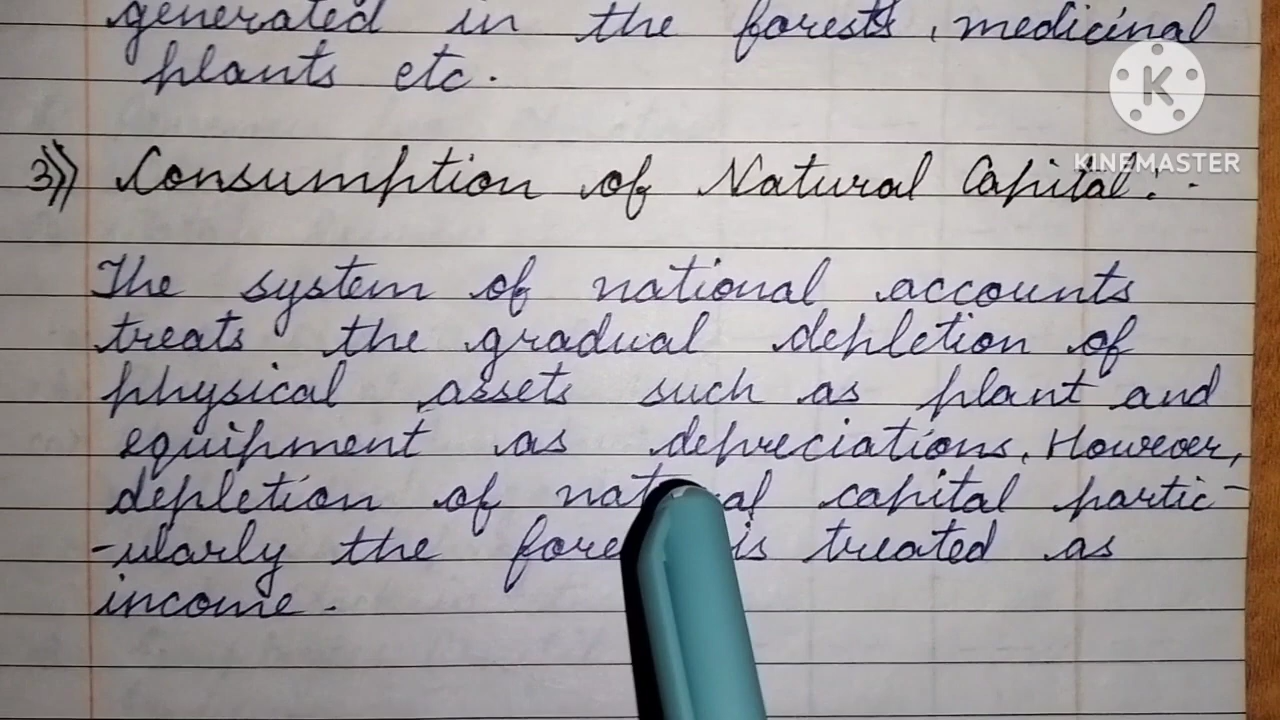 generated in the forests, medicinal
plants etc.
K
KINEMASTER
3)) Consumption of Natural Capital:-
The system of national accounts
treats the gradual depletion of
physical assets such as plant and
equipment as depreciations. However,
depletion of nat al capital partic-
-ularly the fore is treated as
income.